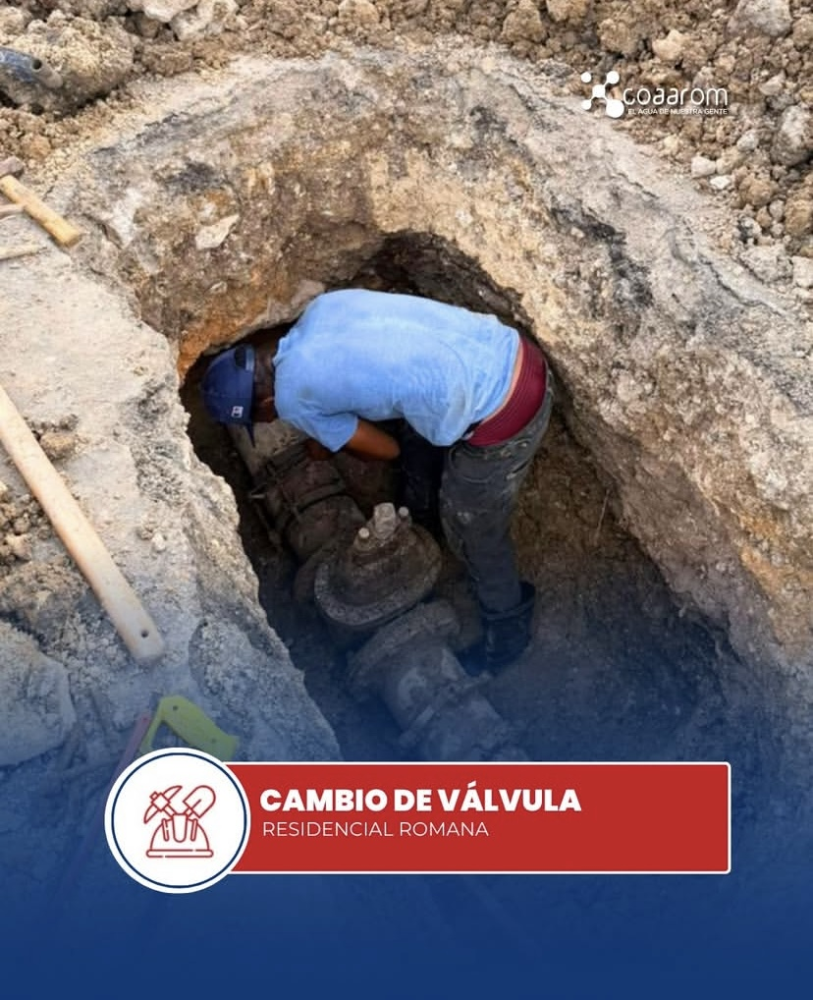 coaarom
EL AGUA DE NUESTRA GENTE
CAMBIO DE VÁLVULA
RESIDENCIAL ROMANA